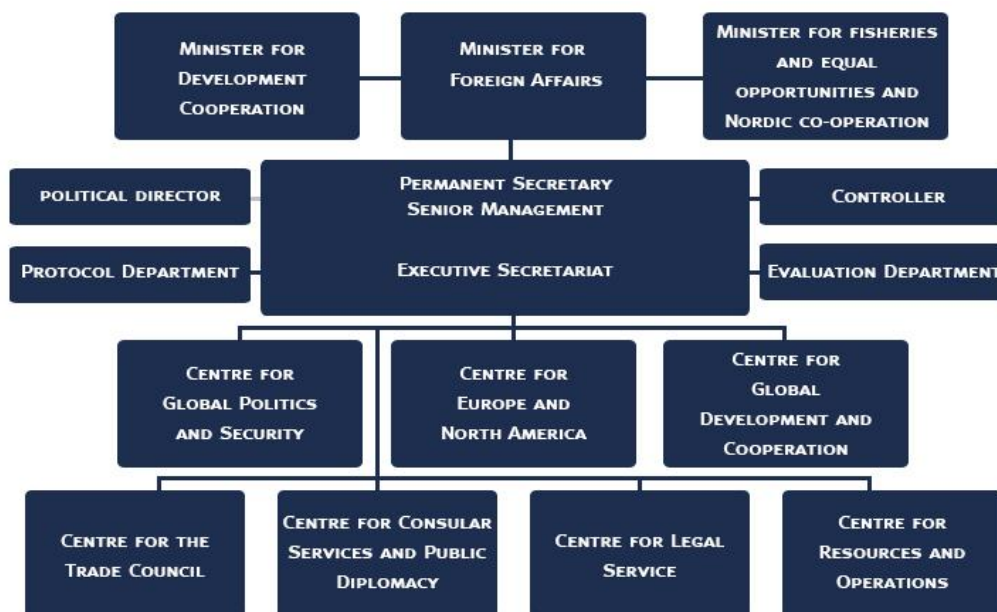 Minister for
Development
Cooperation
Minister for
Foreign Affairs
Minister for fisheries
and equal
opportunities and
Nordic co-operation
political director
Permanent Secretary
Senior Management
Controller
Protocol Department
Executive Secretariat
Evaluation Department
Centre for
Global Politics
and Security
Centre for
Europe and
North America
Centre for
Global
Development and
Cooperation
Centre for the
Trade Council
Centre for Consular
Services and Public
Diplomacy
Centre for Legal
Service
Centre for
Resources and
Operations